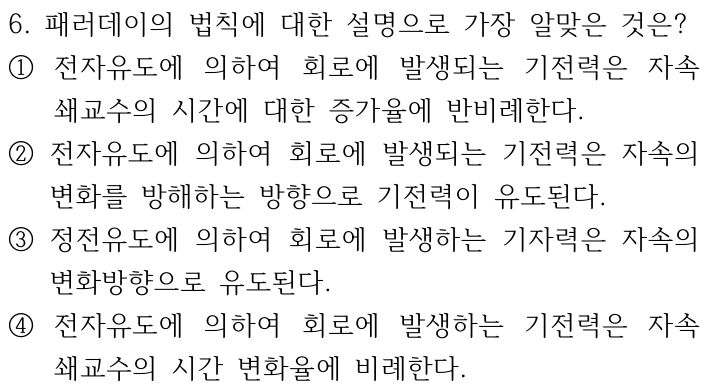 6. 패러데이의 법칙에 대한 설명으로 가장 알맞은 것은?
① 전자유도에 의하여 회로에 발생되는 기전력은 자속
쇄교수의 시간에 대한 증가율에 반비례한다.
② 전자유도에 의하여 회로에 발생되는 기전력은 자속의
변화를 방해하는 방향으로 기전력이 유도된다.
③ 정전유도에 의하여 회로에 발생하는 기자력은 자속의
변화방향으로 유도된다.
④ 전자유도에 의하여 회로에 발생하는 기전력은 자속
쇄교수의 시간 변화율에 비례한다.